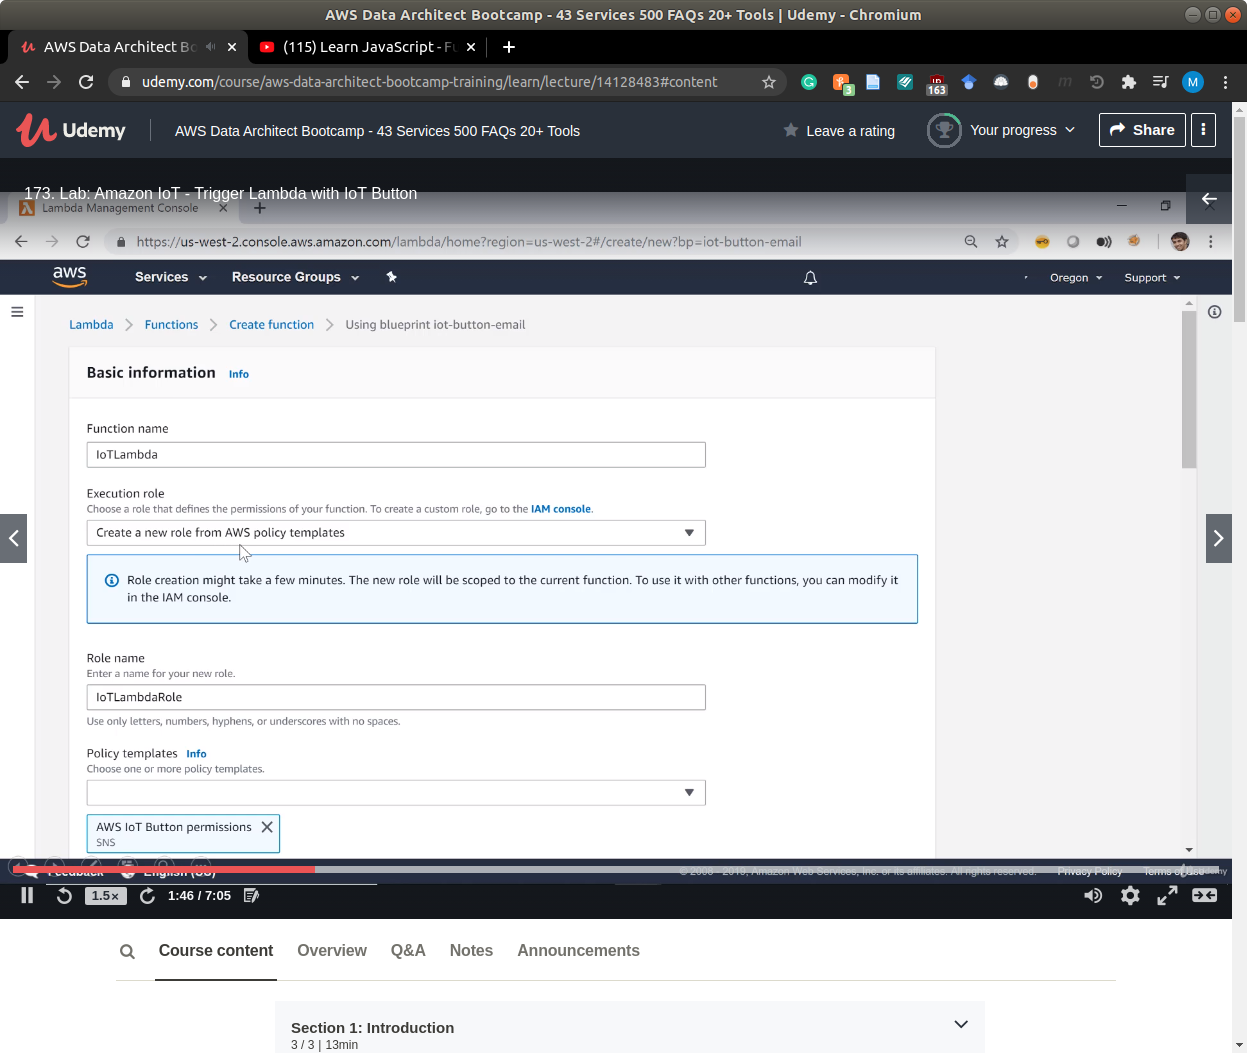 AWS Data Architect Bootcamp - 43 Services 500 FAQs 20+ Tools | Udemy - Chromium
AWS Data Architect Bo
(115) Learn JavaScript - Fu
udemy.com/course/aws-data-architect-bootcamp-training/learn/lecture/14128483#content
3
163
M
Udemy
AWS Data Architect Bootcamp - 43 Services 500 FAQs 20+ Tools
Leave a rating
Your progress
Share
173. Lab: Amazon IoT - Trigger Lambda with IoT Button
Lambda Management Console
https://us-west-2.console.aws.amazon.com/lambda/home?region=us-west-2#/create/new?bp=iot-button-email
aws
Services
Resource Groups
Oregon
Support
Lambda > Functions > Create function > Using blueprint iot-button-email
Basic information Info
Function name
IoTLambda
Execution role
Choose a role that defines the permissions of your function. To create a custom role, go to the IAM console.
Create a new role from AWS policy templates
Role creation might take a few minutes. The new role will be scoped to the current function. To use it with other functions, you can modify it
in the IAM console.
Role name
Enter a name for your new role.
IoTLambdaRole
Use only letters, numbers, hyphens, or underscores with no spaces.
Policy templates Info
Choose one or more policy templates.
AWS IoT Button permissions
SNS
Feedback
English (US)
© 2008 - 2019, Amazon Web Services, Inc. or its affiliates. All rights reserved.
Privacy Policy
Terms of Use
1.5x
1:46 / 7:05
Course content
Overview
Q&A
Notes
Announcements
Section 1: Introduction
3 / 3 | 13min